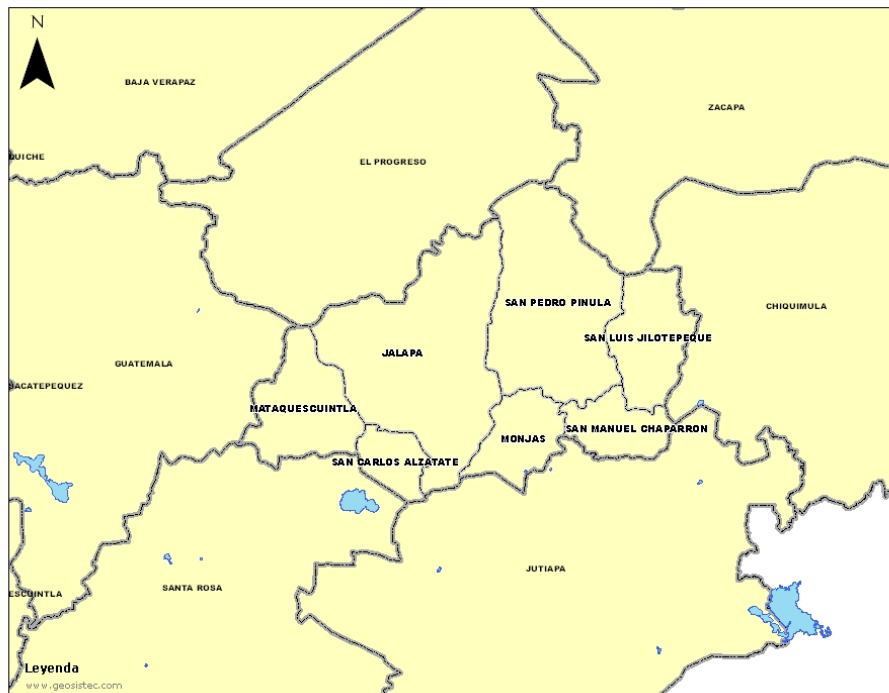 N
BAJA VERAPAZ
ZACAPA
UICHE
EL PROGRESO
SAN PEDRO PINULA
CHIQUIMULA
SAN LUIS JILOTEPEQUE
JALAPA
GUATEMALA
SACATEPEQUEZ
MATAQUESCUINTLA
SAN MANUEL CHAPARRON
MONJAS
SAN CARLOS ALZATATE
JUTIAPA
SANTA ROSA
ESCUINTLA
Leyenda
www.geosistec.com